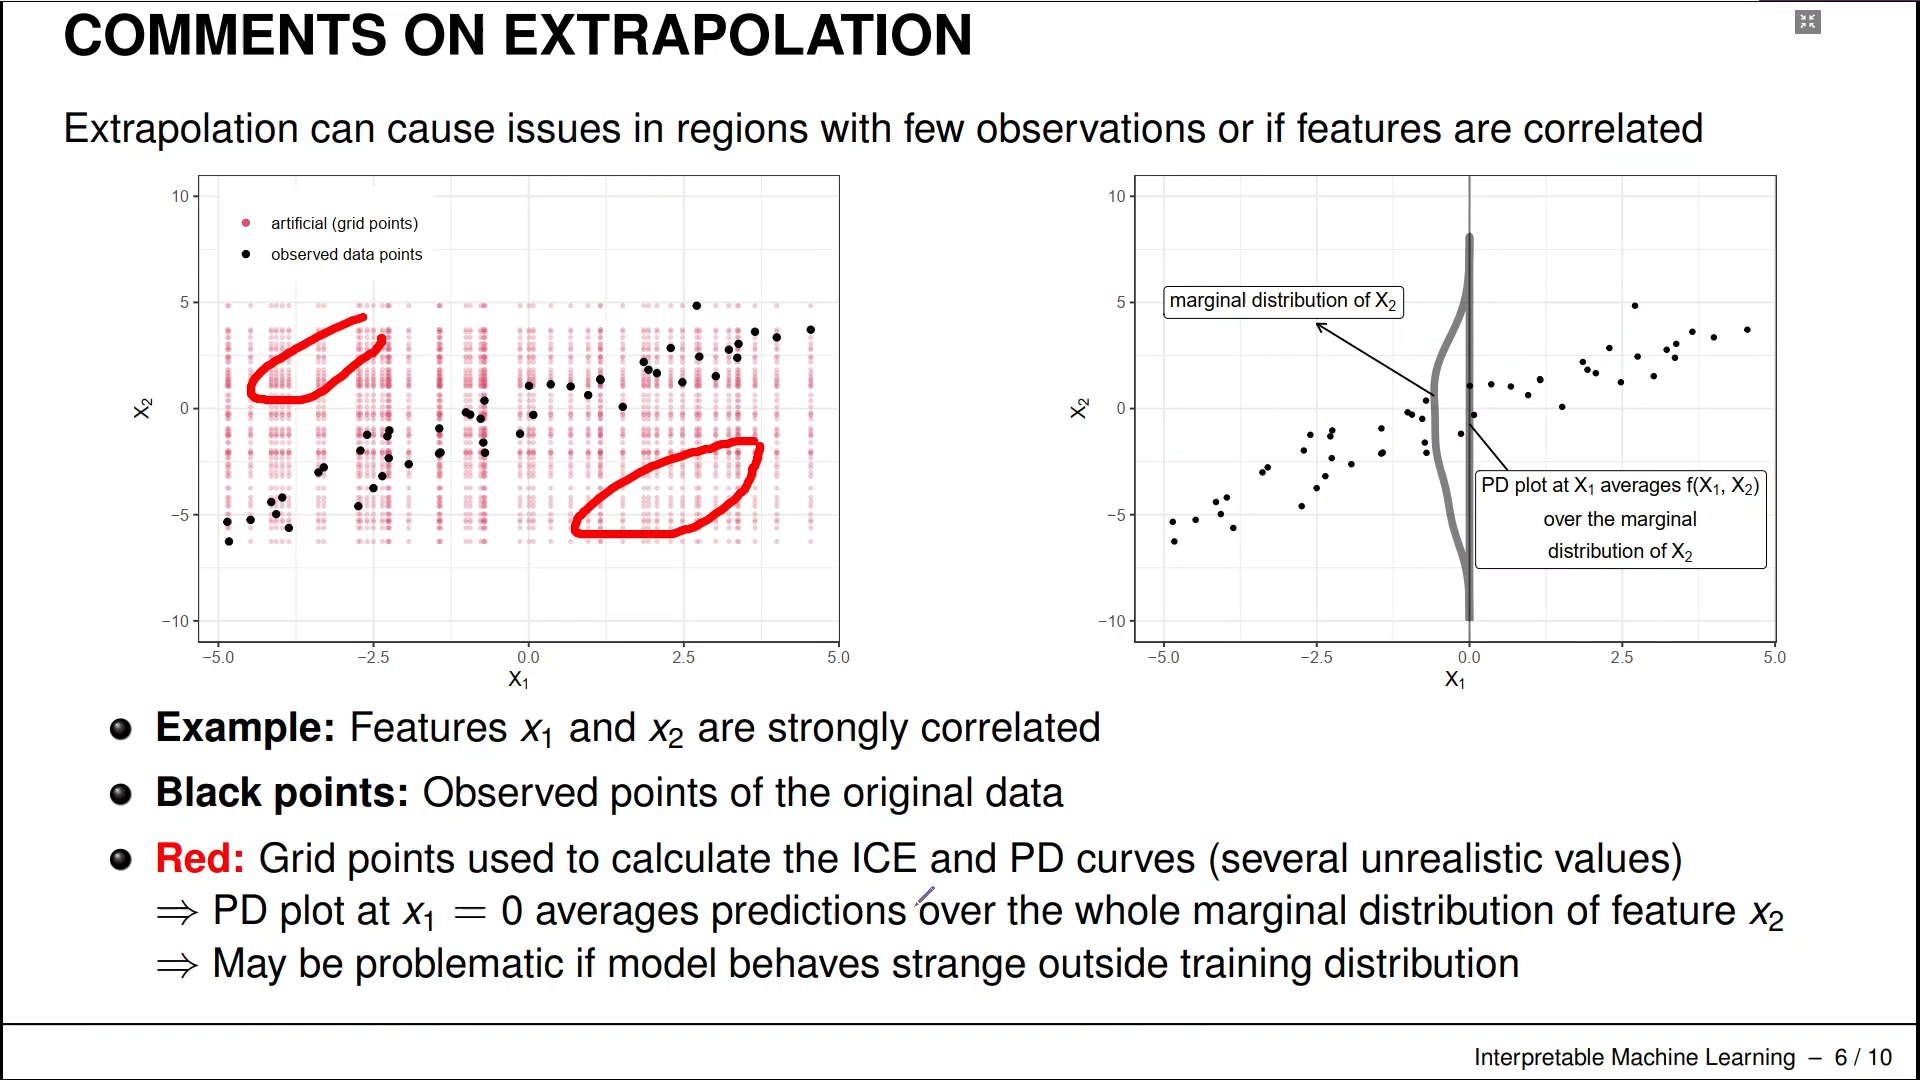 COMMENTS ON EXTRAPOLATION
Extrapolation can cause issues in regions with few observations or if features are correlated
10
5
0
−5
−10
X2
artificial (grid points)
observed data points
−5.0
−2.5
0.0
2.5
5.0
X1
10
5
0
−5
−10
X2
marginal distribution of X2
PD plot at X1 averages f(X1, X2)
over the marginal
distribution of X2
−5.0
−2.5
0.0
2.5
5.0
X1
Example: Features x1 and x2 are strongly correlated
Black points: Observed points of the original data
Red: Grid points used to calculate the ICE and PD curves (several unrealistic values)
⇒ PD plot at x1 = 0 averages predictions over the whole marginal distribution of feature x2
⇒ May be problematic if model behaves strange outside training distribution
Interpretable Machine Learning – 6 / 10